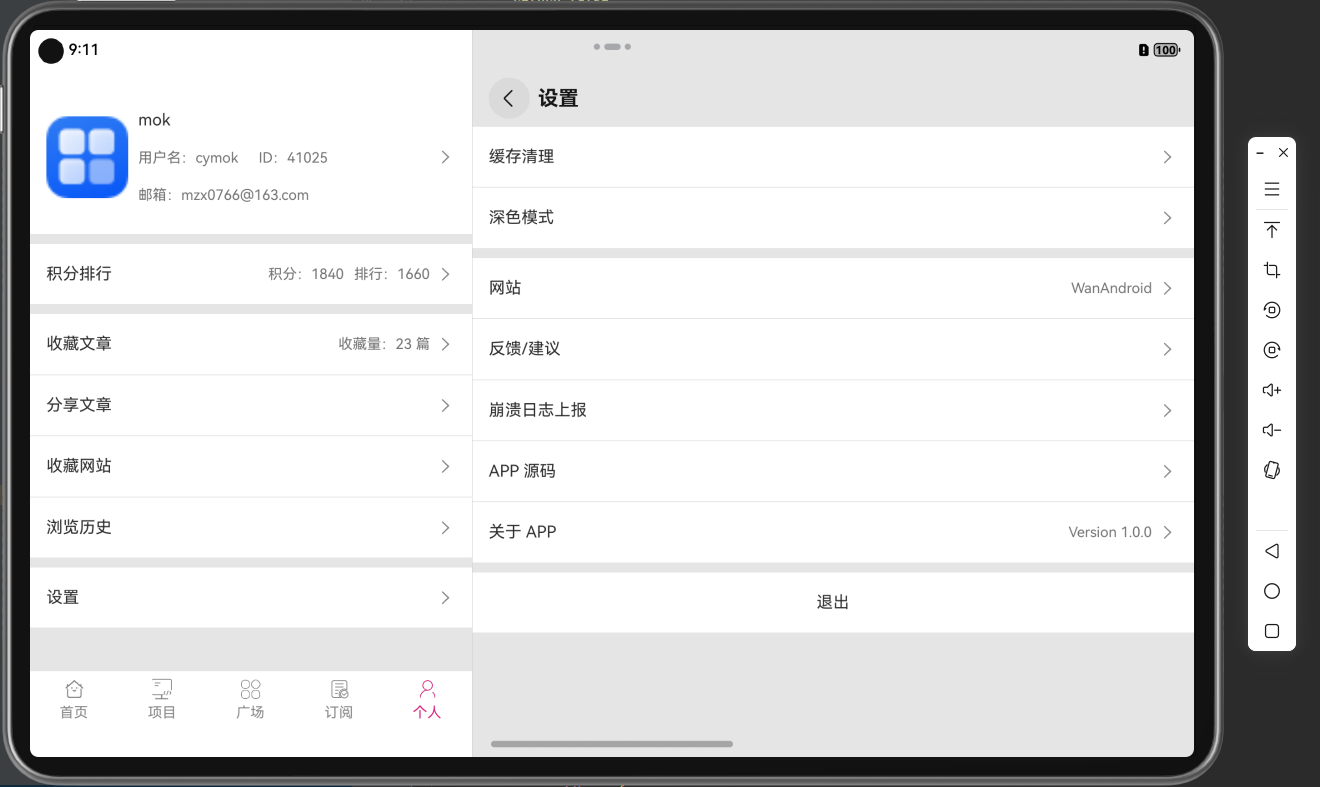 9:11
mok
用户名：cymok ID：41025
邮箱：mzx0766@163.com
积分排行 积分：1840 排行：1660
收藏文章 收藏量：23 篇
分享文章
收藏网站
浏览历史
设置
首页 项目 广场 订阅 个人
100
设置
缓存清理
深色模式
网站 WanAndroid
反馈/建议
崩溃日志上报
APP 源码
关于 APP Version 1.0.0
退出